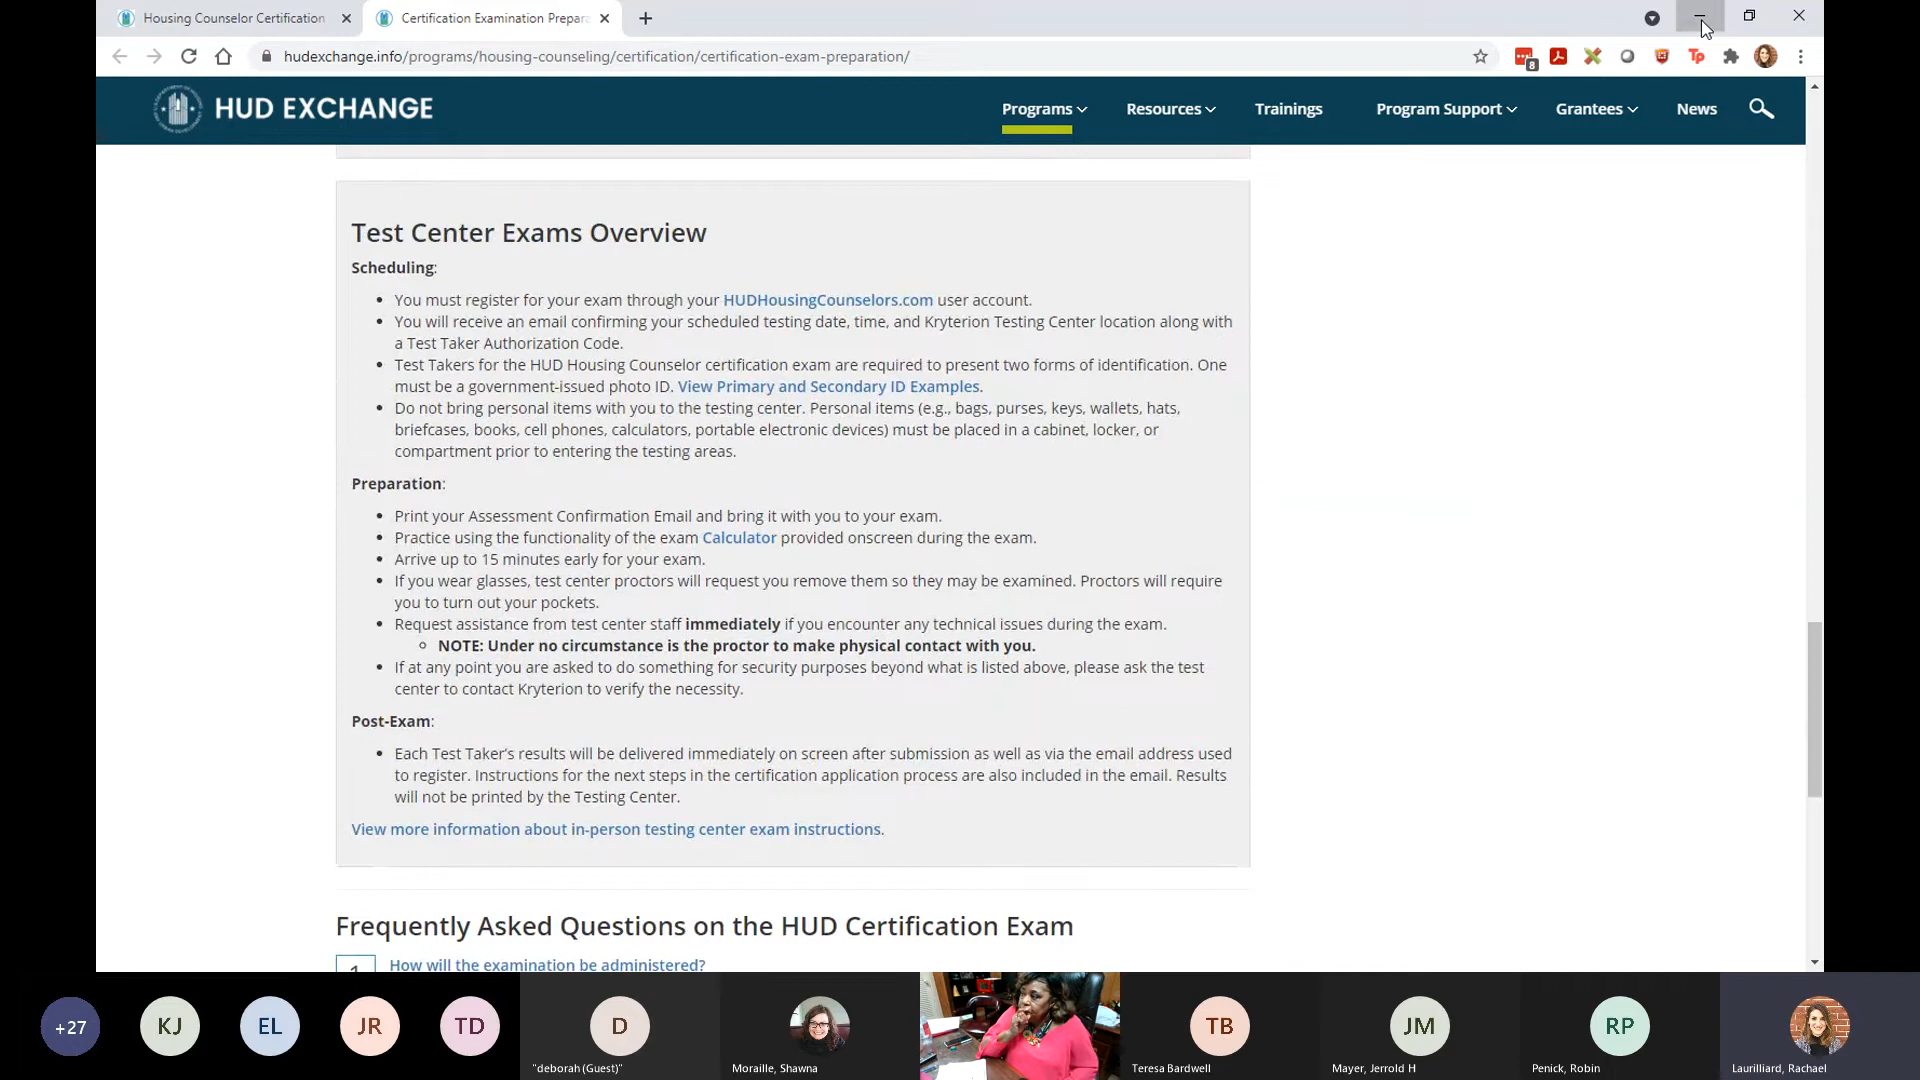 Housing Counselor Certification
Certification Examination Prepara
hudexchange.info/programs/housing-counseling/certification/certification-exam-preparation/
8
Tp
HUD EXCHANGE
Programs
Resources
Trainings
Program Support
Grantees
News
Test Center Exams Overview
Scheduling:
You must register for your exam through your HUDHousingCounselors.com user account.
You will receive an email confirming your scheduled testing date, time, and Kryterion Testing Center location along with
a Test Taker Authorization Code.
Test Takers for the HUD Housing Counselor certification exam are required to present two forms of identification. One
must be a government-issued photo ID. View Primary and Secondary ID Examples.
Do not bring personal items with you to the testing center. Personal items (e.g., bags, purses, keys, wallets, hats,
briefcases, books, cell phones, calculators, portable electronic devices) must be placed in a cabinet, locker, or
compartment prior to entering the testing areas.
Preparation:
Print your Assessment Confirmation Email and bring it with you to your exam.
Practice using the functionality of the exam Calculator provided onscreen during the exam.
Arrive up to 15 minutes early for your exam.
If you wear glasses, test center proctors will request you remove them so they may be examined. Proctors will require
you to turn out your pockets.
Request assistance from test center staff immediately if you encounter any technical issues during the exam.
NOTE: Under no circumstance is the proctor to make physical contact with you.
If at any point you are asked to do something for security purposes beyond what is listed above, please ask the test
center to contact Kryterion to verify the necessity.
Post-Exam:
Each Test Taker's results will be delivered immediately on screen after submission as well as via the email address used
to register. Instructions for the next steps in the certification application process are also included in the email. Results
will not be printed by the Testing Center.
View more information about in-person testing center exam instructions.
Frequently Asked Questions on the HUD Certification Exam
1 How will the examination be administered?
+27
KJ
EL
JR
TD
D
TB
JM
RP
"deborah (Guest)"
Moraille, Shawna
Teresa Bardwell
Mayer, Jerrold H
Penick, Robin
Laurilliard, Rachael